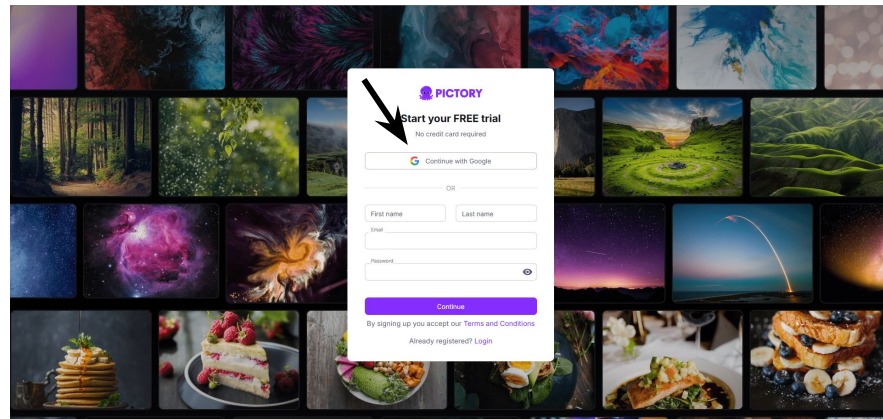 PICTORY
Start your FREE trial
No credit card required
Continue with Google
OR
First name Last name
Email
Password
Continue
By signing up you accept our Terms and Conditions
Already registered? Login